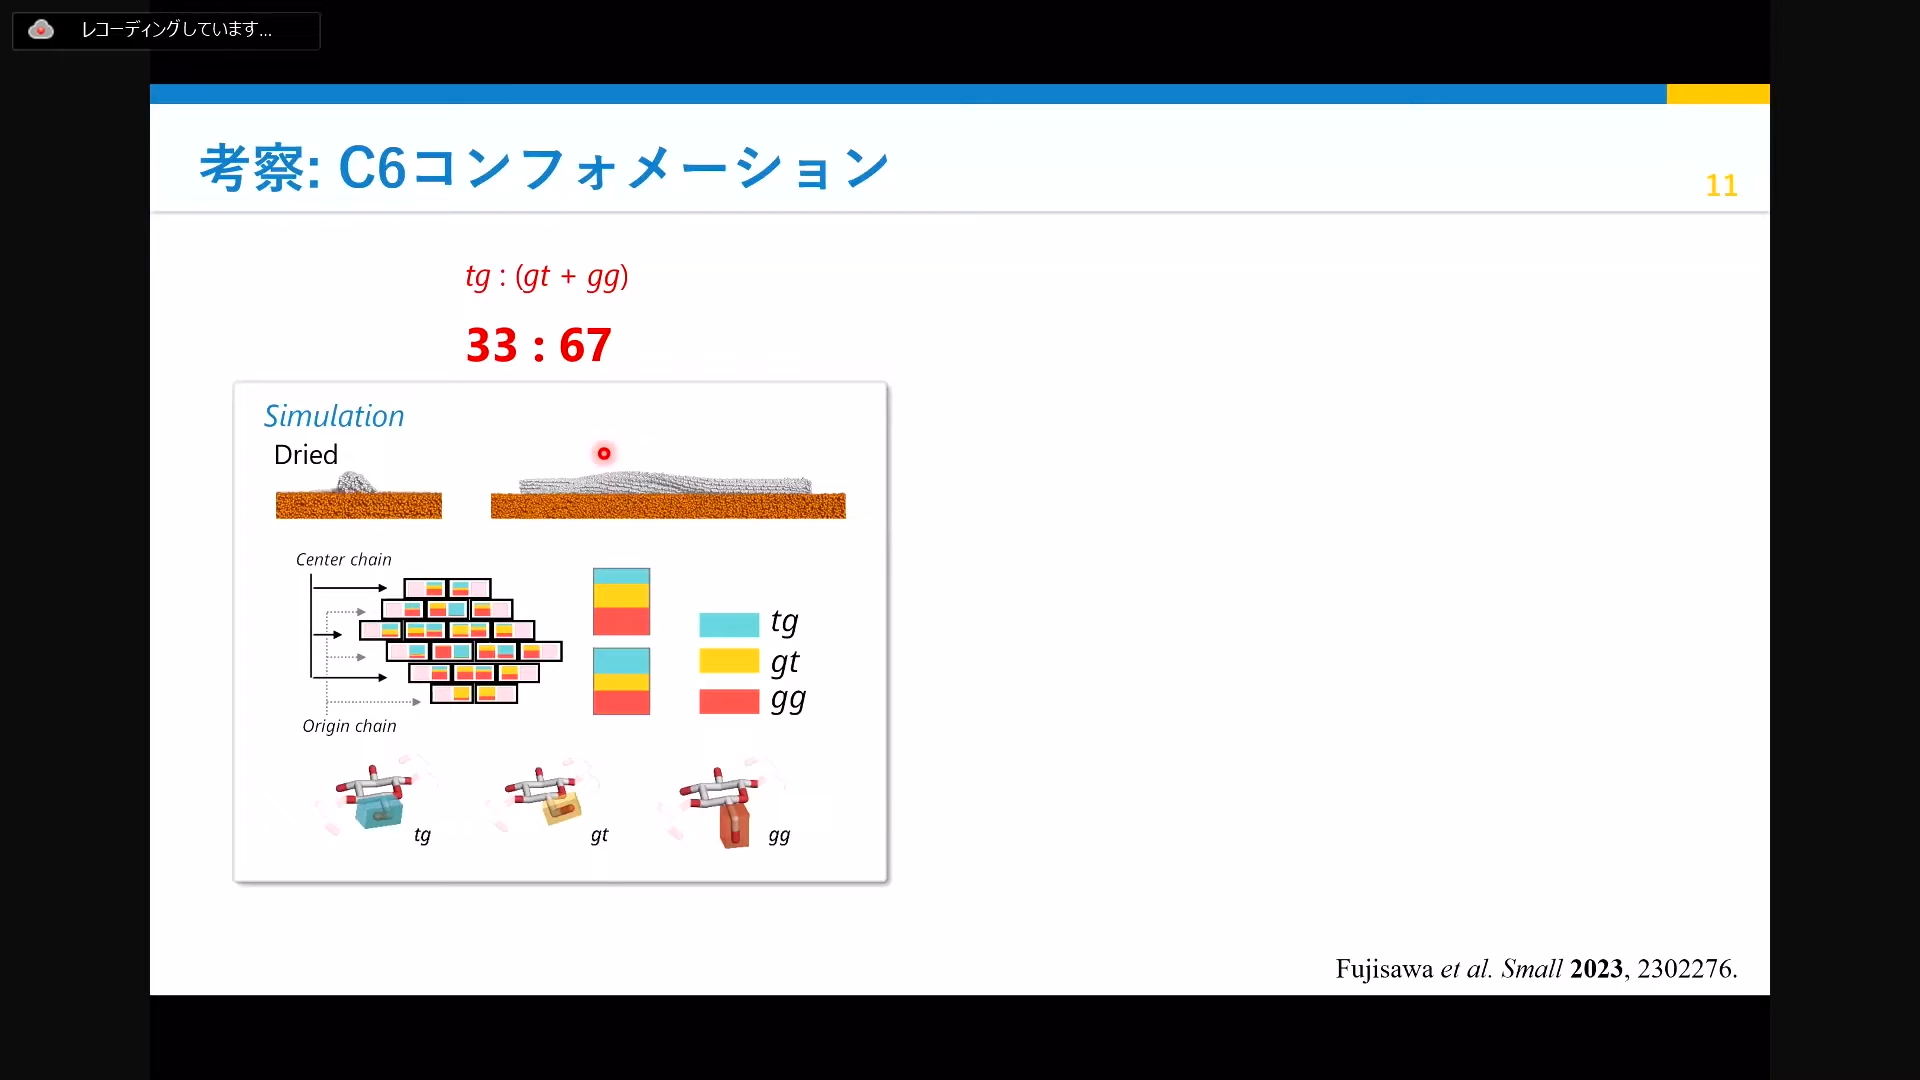 レコーディングしています...
考察: C6コンフォメーション
11
tg : (gt + gg)
33 : 67
Simulation
Dried
Center chain
Origin chain
tg
gt
gg
tg
gt
gg
Fujisawa et al. Small 2023, 2302276.